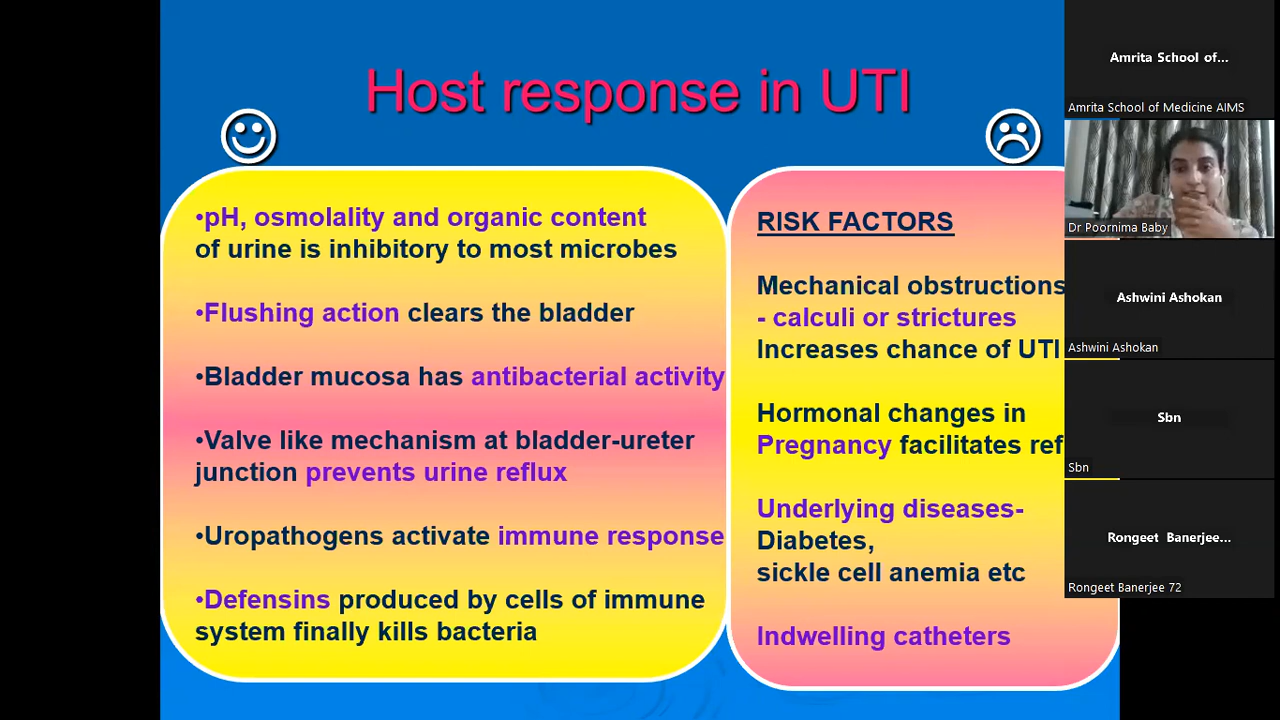 Host response in UTI
•pH, osmolality and organic content
of urine is inhibitory to most microbes
•Flushing action clears the bladder
•Bladder mucosa has antibacterial activity
•Valve like mechanism at bladder-ureter
junction prevents urine reflux
•Uropathogens activate immune response
•Defensins produced by cells of immune
system finally kills bacteria
RISK FACTORS
Mechanical obstructions
- calculi or strictures
Increases chance of UTI
Hormonal changes in
Pregnancy facilitates
Underlying diseases-
Diabetes,
sickle cell anemia etc
Indwelling catheters
Amrita School of...
Amrita School of Medicine AIMS
Dr Poornima Baby
Ashwini Ashokan
Ashwini Ashokan
Sbn
Sbn
Rongeet Banerjee...
Rongeet Banerjee 72